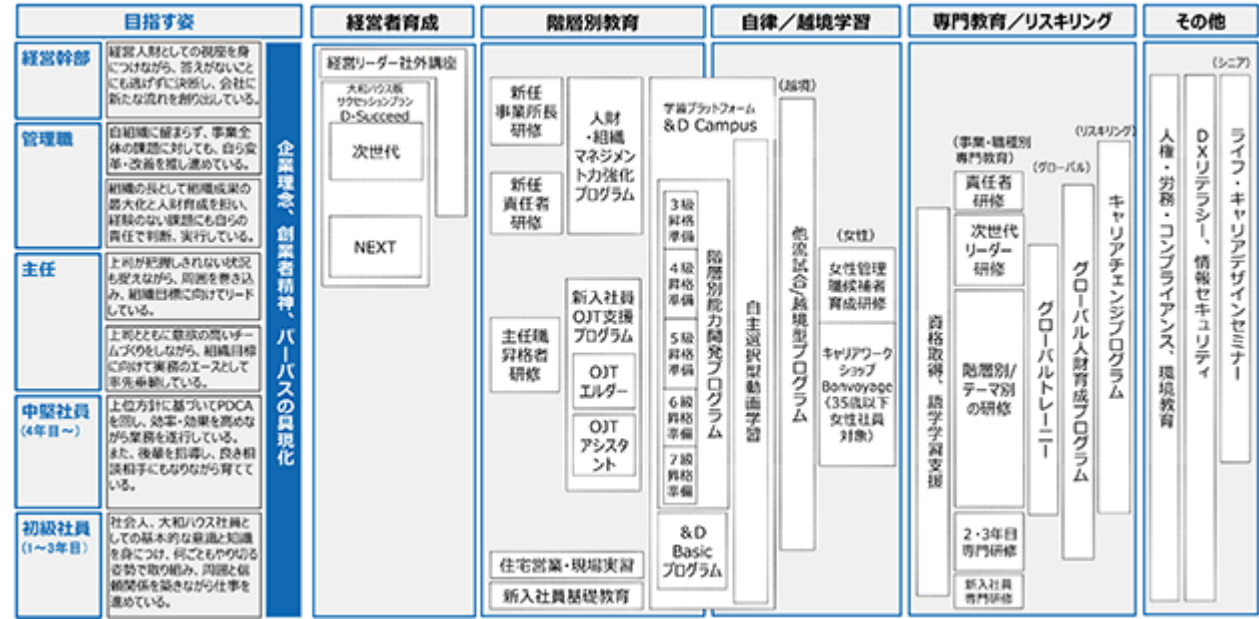 目指す姿
経営者育成
階層別教育
自律／越境学習
専門教育／リスキリング
その他
経営幹部
経営人財としての視座を身
につけながら、答えがないこと
にも逃げずに決断し、会社に
新たな流れを創り出している。
管理職
自組織に留まらず、事業全
体の課題に対しても、自ら変
革・改善を推し進めている。
組織の長として組織成果の
最大化と人財育成を担い、
経験のない課題にも自らの
責任で判断、実行している。
主任
上司が把握しきれない状況
も捉えながら、周囲を巻き込
み、組織目標に向けてリード
している。
上司とともに意欲の高いチー
ムづくりをしながら、組織目標
に向けて実務のエースとして
率先垂範している。
中堅社員
(4年目～)
上位方針に基づいてPDCA
を回し、効率・効果を高めな
がら業務を遂行している。
また、後輩を指導し、良き相
談相手にもなりながら育てて
いる。
初級社員
(1～3年目)
社会人、大和ハウス社員と
しての基本的な意識と知識
を身につけ、何ごともやり切る
姿勢で取り組み、周囲と信
頼関係を築きながら仕事を
進めている。
企業理念、創業者精神、パーパスの具現化
経営リーダー社外講座
大和ハウス版
サクセッションプラン
D-Succeed
次世代
NEXT
新任
事業所長
研修
新任
責任者
研修
主任職
昇格者
研修
人財
・組織
マネジメン
ト力強化
プログラム
新入社員
OJT支援
プログラム
OJT
エルダー
OJT
アシスタ
ント
住宅営業・現場実習
新入社員基礎教育
学習プラットフォーム
&D Campus
3級
昇格
準備
4級
昇格
準備
5級
昇格
準備
6級
昇格
準備
7級
昇格
準備
階層別能力開発プログラム
&D
Basic
プログラム
自主選択型動画学習
(越境)
他流試合/越境型プログラム
(女性)
女性管理
職候補者
育成研修
キャリアワーク
ショップ
Bonvoyage
(35歳以下
女性社員
対象)
資格取得、語学学習支援
(事業・職種別
専門教育)
責任者
研修
次世代
リーダー
研修
階層別/
テーマ別
の研修
2・3年目
専門研修
新入社員
専門研修
(グローバル)
グローバルトレーニー
グローバル人財育成プログラム
(リスキリング)
キャリアチェンジプログラム
人権・労務・コンプライアンス、環境教育
DXリテラシー、情報セキュリティ
(シニア)
ライフ・キャリアデザインセミナー